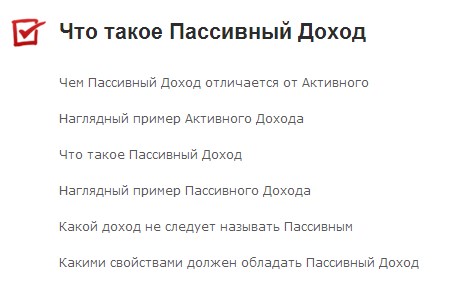 Что такое Пассивный Доход
Чем Пассивный Доход отличается от Активного
Наглядный пример Активного Дохода
Что такое Пассивный Доход
Наглядный пример Пассивного Дохода
Какой доход не следует называть Пассивным
Какими свойствами должен обладать Пассивный Доход